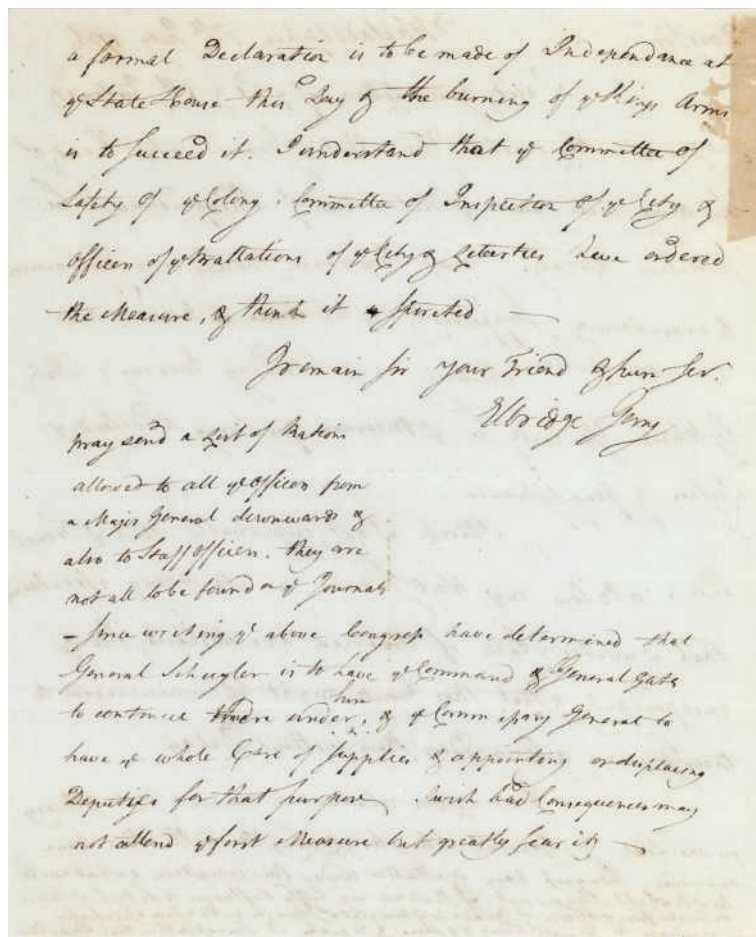 a formal Declaration is to be made of Independance at
ye State House this Day & the burning of ye Kings Arms
is to succeed it. I understand that ye Committee of
Safety of ye Colony, Committee of Inspection of ye City &
officers of ye Battalions of ye City & Liberties have ordered
the Measure, & think it spirited —
I remain sir your Friend & hum Ser.
Elbridge Gerry
pray send a List of Rations
allowed to all ye officers from
a Major General downwards &
also to Staff officers. they are
not all to be found on ye Journals
— since writing ye above Congress have determined that
General Schuyler is to have ye Command & General Gates
to continue there under him, & ye Commissary General to
have ye whole Care of supplies & appointing or displacing
Deputies for that purpose I wish bad Consequences may
not attend ye first Measure but greatly fear it —